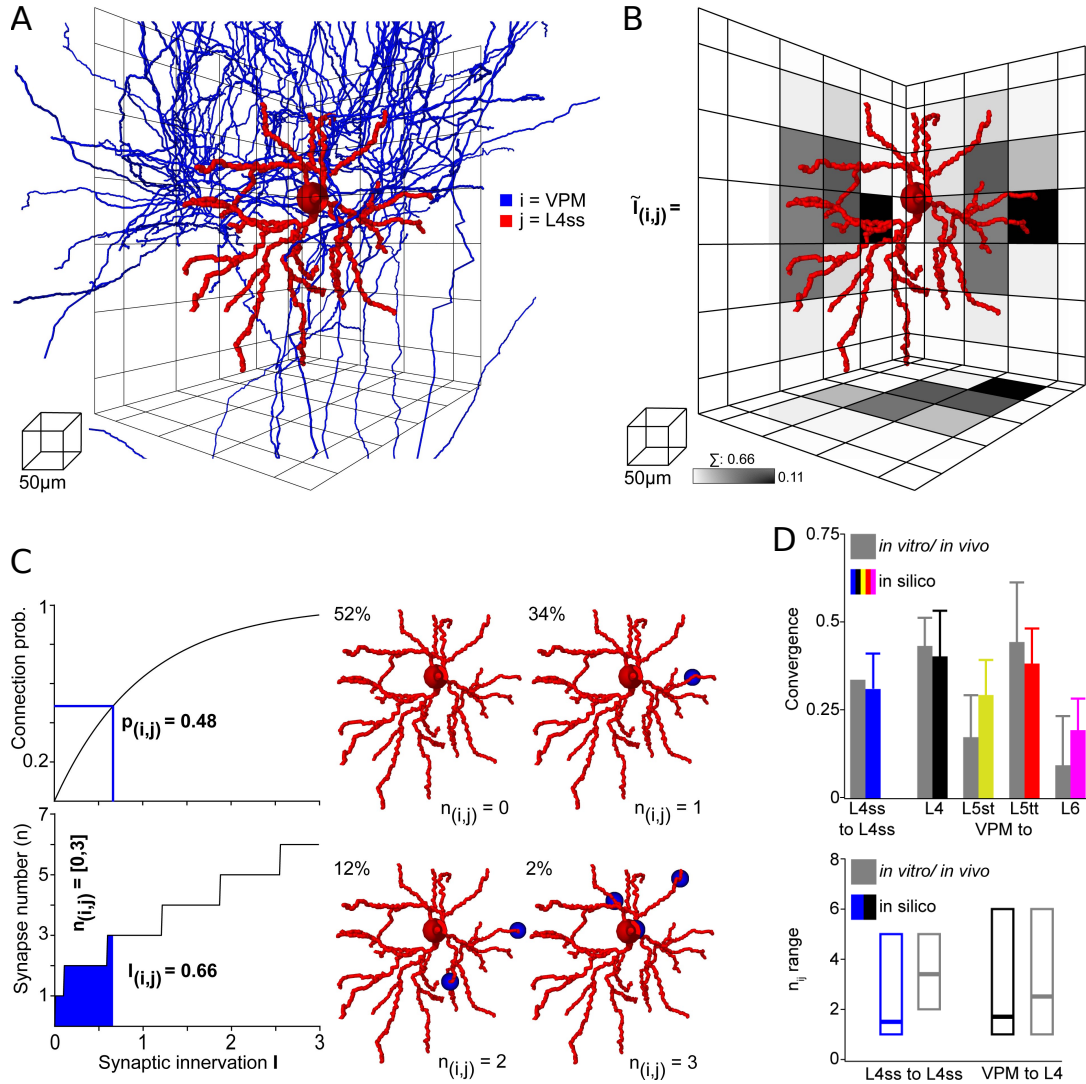 A
i = VPM
j = L4ss
50μm
B
Ĩ(i,j) =
50μm
∑: 0.66
0.11
C
Connection prob.
1
0.2
p(i,j) = 0.48
Synapse number (n)
7
5
3
1
n(i,j) = [0,3]
I(i,j) = 0.66
0
1
2
3
Synaptic innervation I
52%
n(i,j) = 0
34%
n(i,j) = 1
12%
n(i,j) = 2
2%
n(i,j) = 3
D
Convergence
0.75
0.5
0.25
0
in vitro/ in vivo
in silico
L4ss
to L4ss
L4
L5st
L5tt
L6
VPM to
nij range
8
6
4
2
0
in vitro/ in vivo
in silico
L4ss to L4ss
VPM to L4